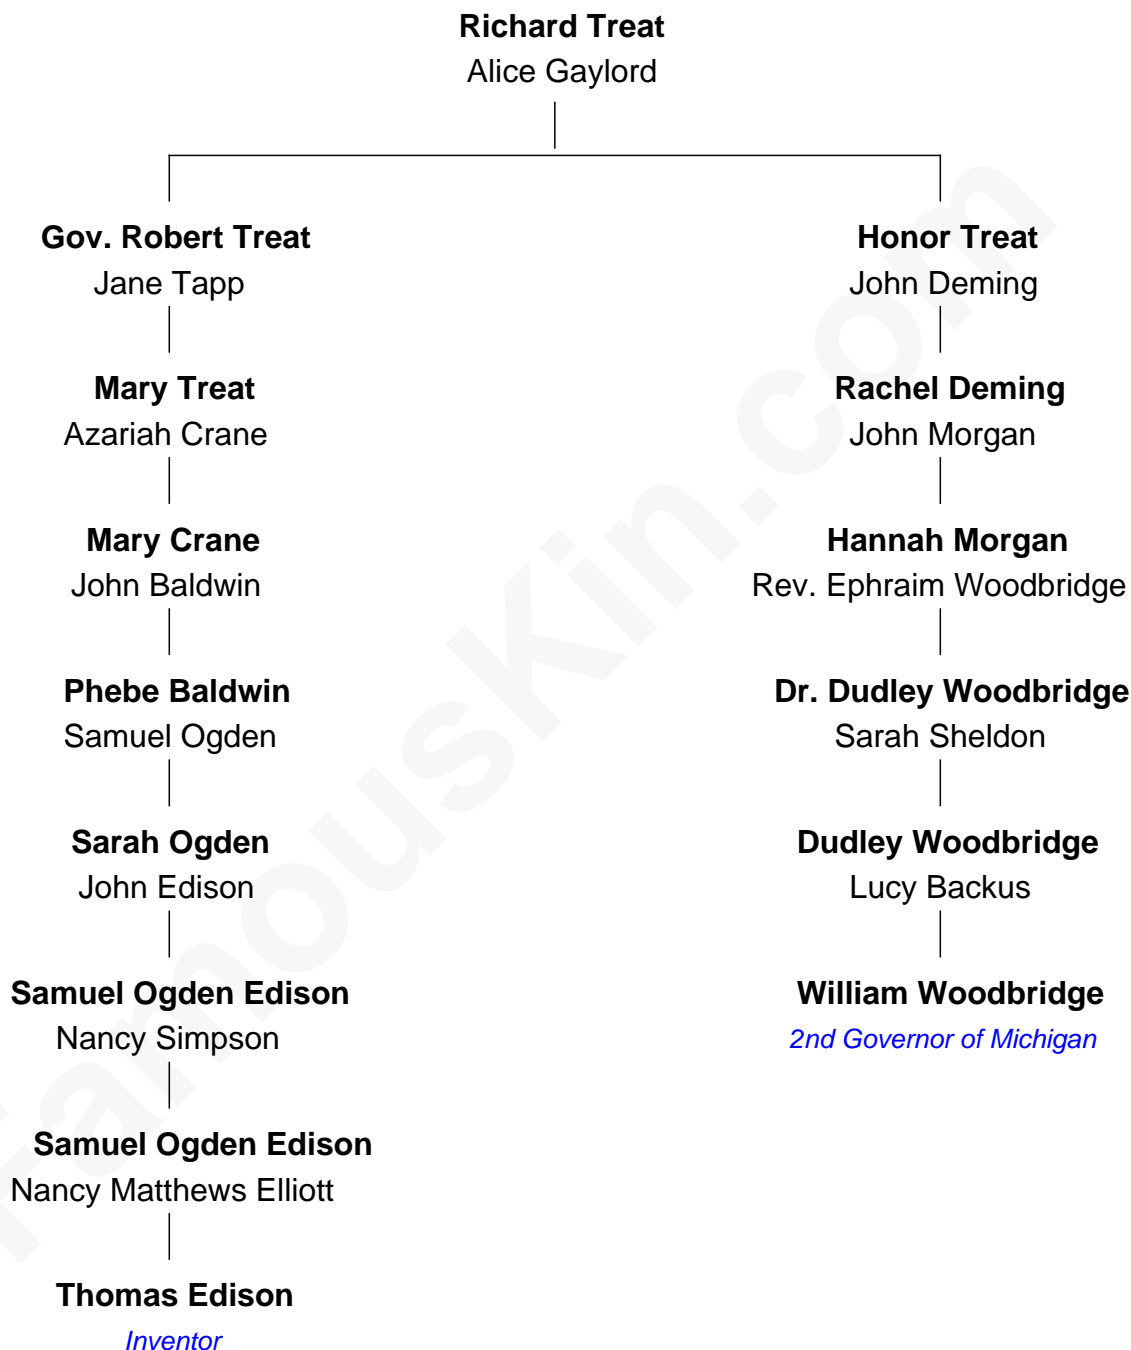 Richard Treat
Alice Gaylord
Gov. Robert Treat
Jane Tapp
Mary Treat
Azariah Crane
Mary Crane
John Baldwin
Phebe Baldwin
Samuel Ogden
Sarah Ogden
John Edison
Samuel Ogden Edison
Nancy Simpson
Samuel Ogden Edison
Nancy Matthews Elliott
Thomas Edison
Inventor
Honor Treat
John Deming
Rachel Deming
John Morgan
Hannah Morgan
Rev. Ephraim Woodbridge
Dr. Dudley Woodbridge
Sarah Sheldon
Dudley Woodbridge
Lucy Backus
William Woodbridge
2nd Governor of Michigan
FamousKin.com